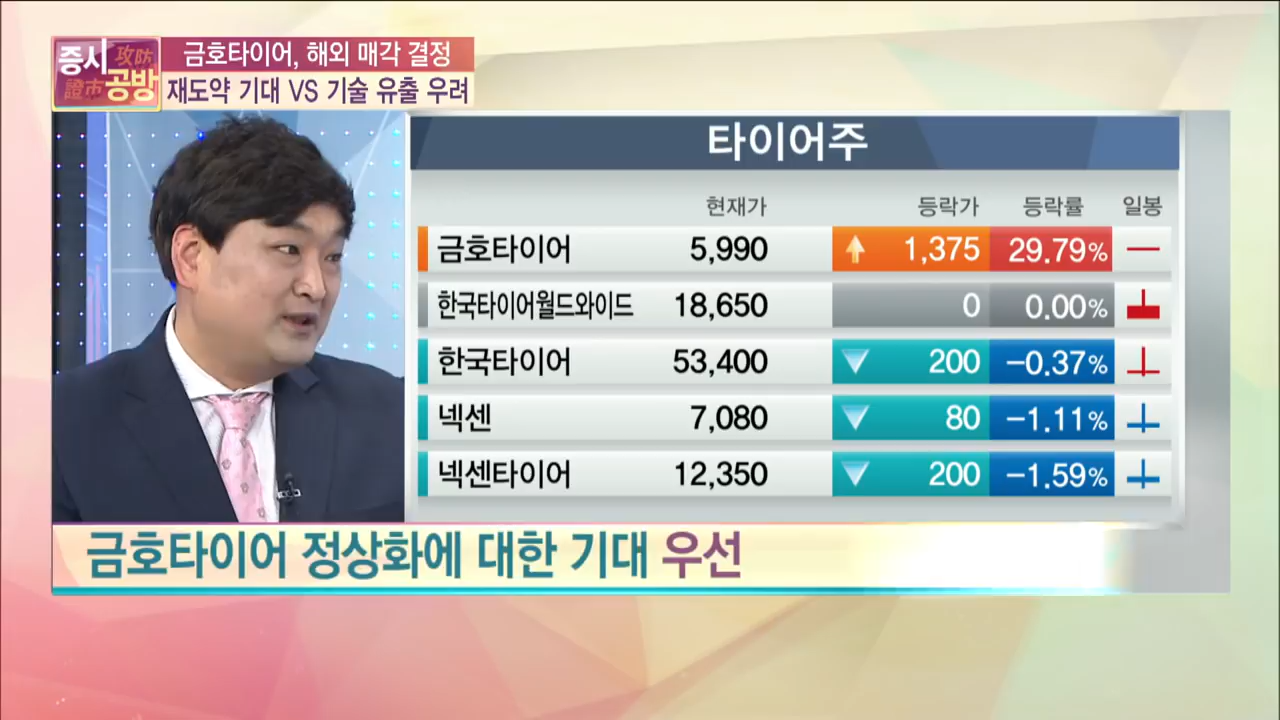 증시 攻防
證市 공방
금호타이어, 해외 매각 결정
재도약 기대 VS 기술 유출 우려
타이어주
현재가 등락가 등락률 일봉
금호타이어 5,990 1,375 29.79%
한국타이어월드와이드 18,650 0 0.00%
한국타이어 53,400 200 -0.37%
넥센 7,080 80 -1.11%
넥센타이어 12,350 200 -1.59%
금호타이어 정상화에 대한 기대 우선